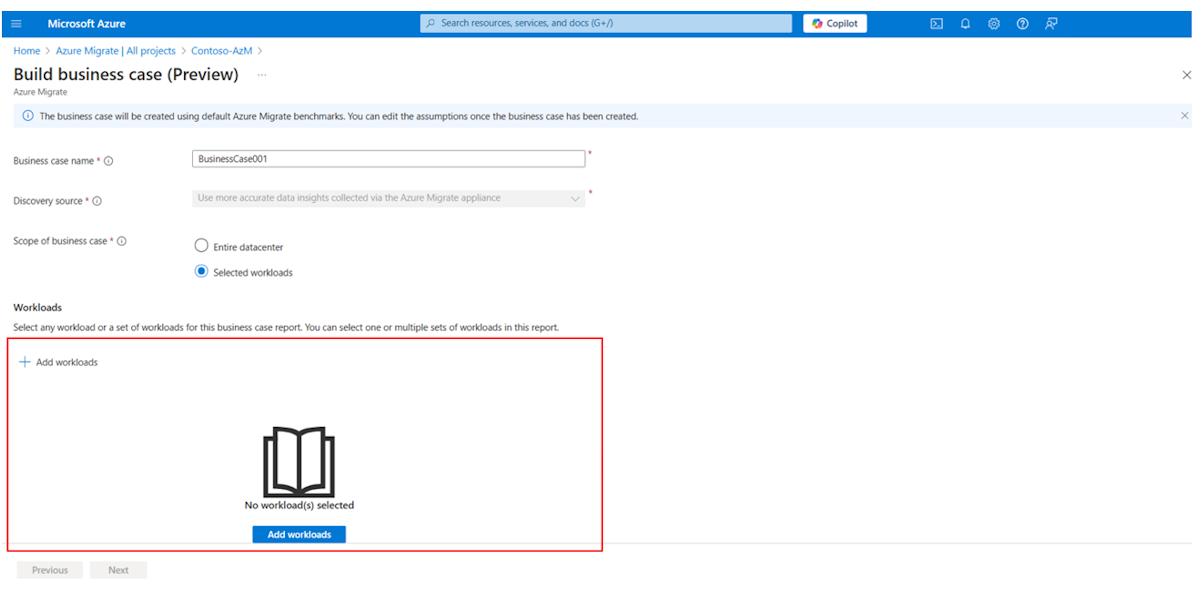 Microsoft Azure
Search resources, services, and docs (G+/)
Copilot
Home > Azure Migrate | All projects > Contoso-AzM >
Build business case (Preview) ...
Azure Migrate
The business case will be created using default Azure Migrate benchmarks. You can edit the assumptions once the business case has been created.
Business case name *
BusinessCase001 *
Discovery source *
Use more accurate data insights collected via the Azure Migrate appliance *
Scope of business case *
Entire datacenter
Selected workloads
Workloads
Select any workload or a set of workloads for this business case report. You can select one or multiple sets of workloads in this report.
+ Add workloads
No workload(s) selected
Add workloads
Previous
Next